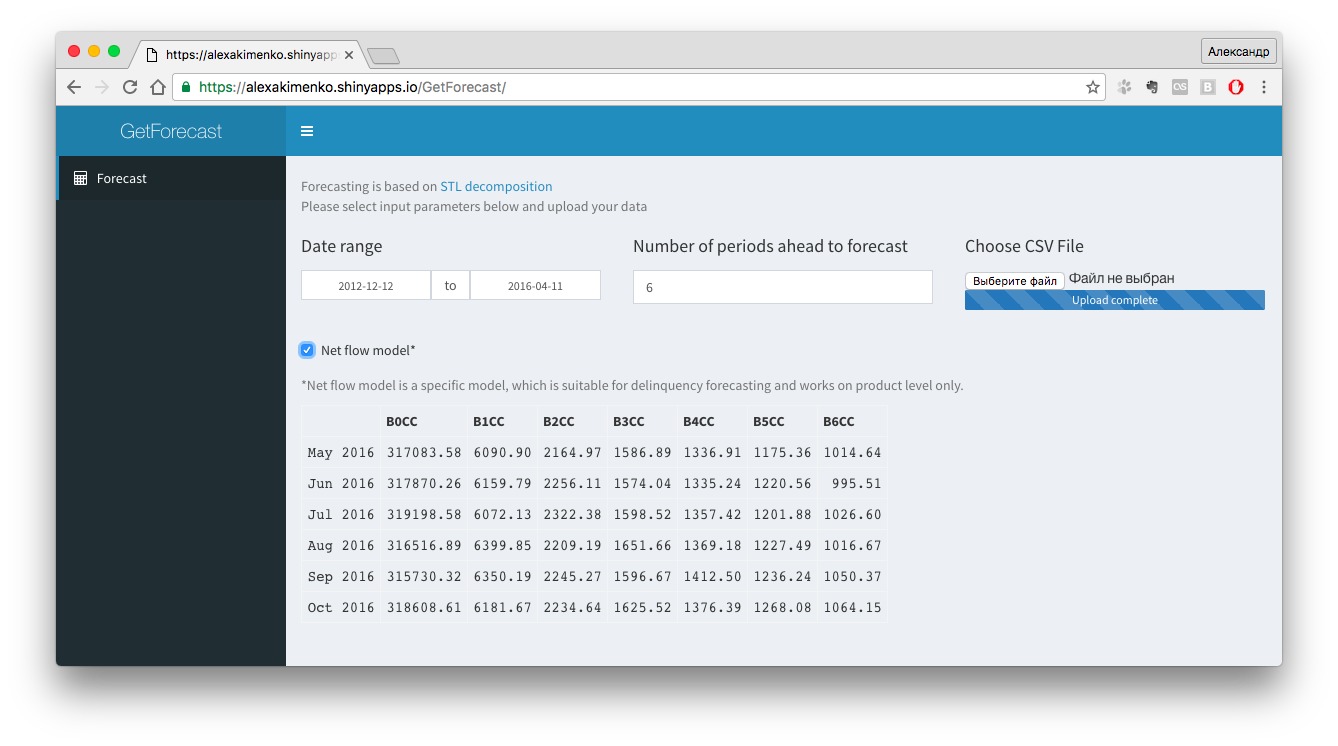 https://alexakimenko.shinyapp
Александр
https://alexakimenko.shinyapps.io/GetForecast/
GetForecast
Forecast
Forecasting is based on STL decomposition
Please select input parameters below and upload your data
Date range
Number of periods ahead to forecast
Choose CSV File
2012-12-12 to 2016-04-11
6
Выберите файл Файл не выбран
Upload complete
Net flow model*
*Net flow model is a specific model, which is suitable for delinquency forecasting and works on product level only.
B0CC B1CC B2CC B3CC B4CC B5CC B6CC
May 2016 317083.58 6090.90 2164.97 1586.89 1336.91 1175.36 1014.64
Jun 2016 317870.26 6159.79 2256.11 1574.04 1335.24 1220.56 995.51
Jul 2016 319198.58 6072.13 2322.38 1598.52 1357.42 1201.88 1026.60
Aug 2016 316516.89 6399.85 2209.19 1651.66 1369.18 1227.49 1016.67
Sep 2016 315730.32 6350.19 2245.27 1596.67 1412.50 1236.24 1050.37
Oct 2016 318608.61 6181.67 2234.64 1625.52 1376.39 1268.08 1064.15